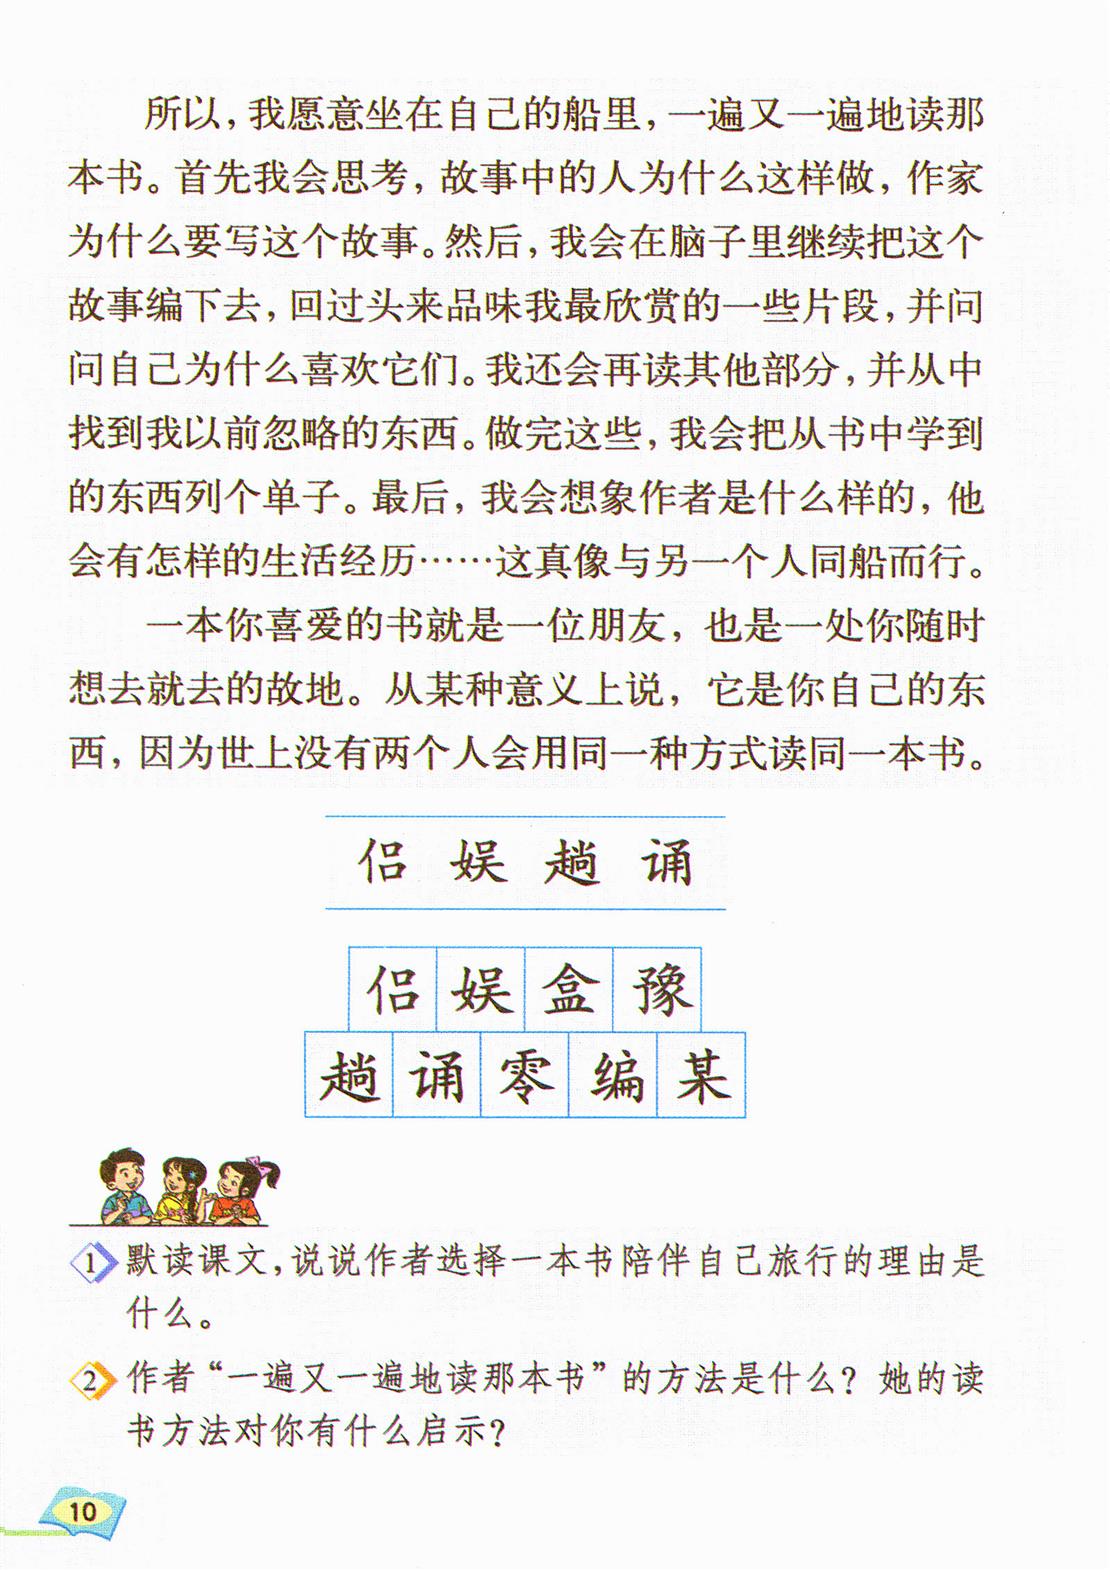 所以，我愿意坐在自己的船里，一遍又一遍地读那
本书。首先我会思考，故事中的人为什么这样做，作家
为什么要写这个故事。然后，我会在脑子里继续把这个
故事编下去，回过头来品味我最欣赏的一些片段，并问
问自己为什么喜欢它们。我还会再读其他部分，并从中
找到我以前忽略的东西。做完这些，我会把从书中学到
的东西列个单子。最后，我会想象作者是什么样的，他
会有怎样的生活经历……这真像与另一个人同船而行。
一本你喜爱的书就是一位朋友，也是一处你随时
想去就去的故地。从某种意义上说，它是你自己的东
西，因为世上没有两个人会用同一种方式读同一本书。
侣 娱 趟 诵
侣 娱 盒 豫
趟 诵 零 编 某
1 默读课文，说说作者选择一本书陪伴自己旅行的理由是
什么。
2 作者“一遍又一遍地读那本书”的方法是什么？她的读
书方法对你有什么启示？
10